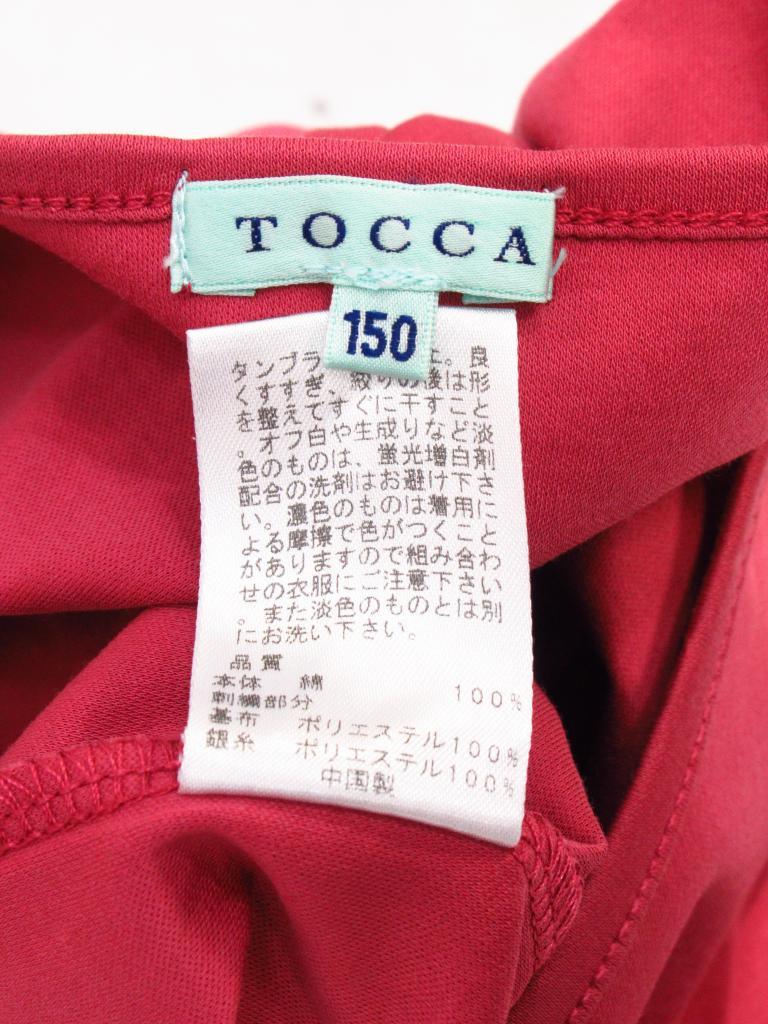 TOCCA
150
タンブラ 。良
くすすぎ、絞りの後は形
を整えて、すぐに干すこと
。オフ白や生成りなど淡
色のものは、蛍光増白剤
配合の洗剤はお避け下さ
い。濃色のものは着用に
よる摩擦で色がつくこと
がありますので組み合わ
せの衣服にご注意下さい
。また淡色のものとは別
にお洗い下さい。
品質
本体 綿 100%
刺繍部分
基布 ポリエステル100%
銀糸 ポリエステル100%
中国製